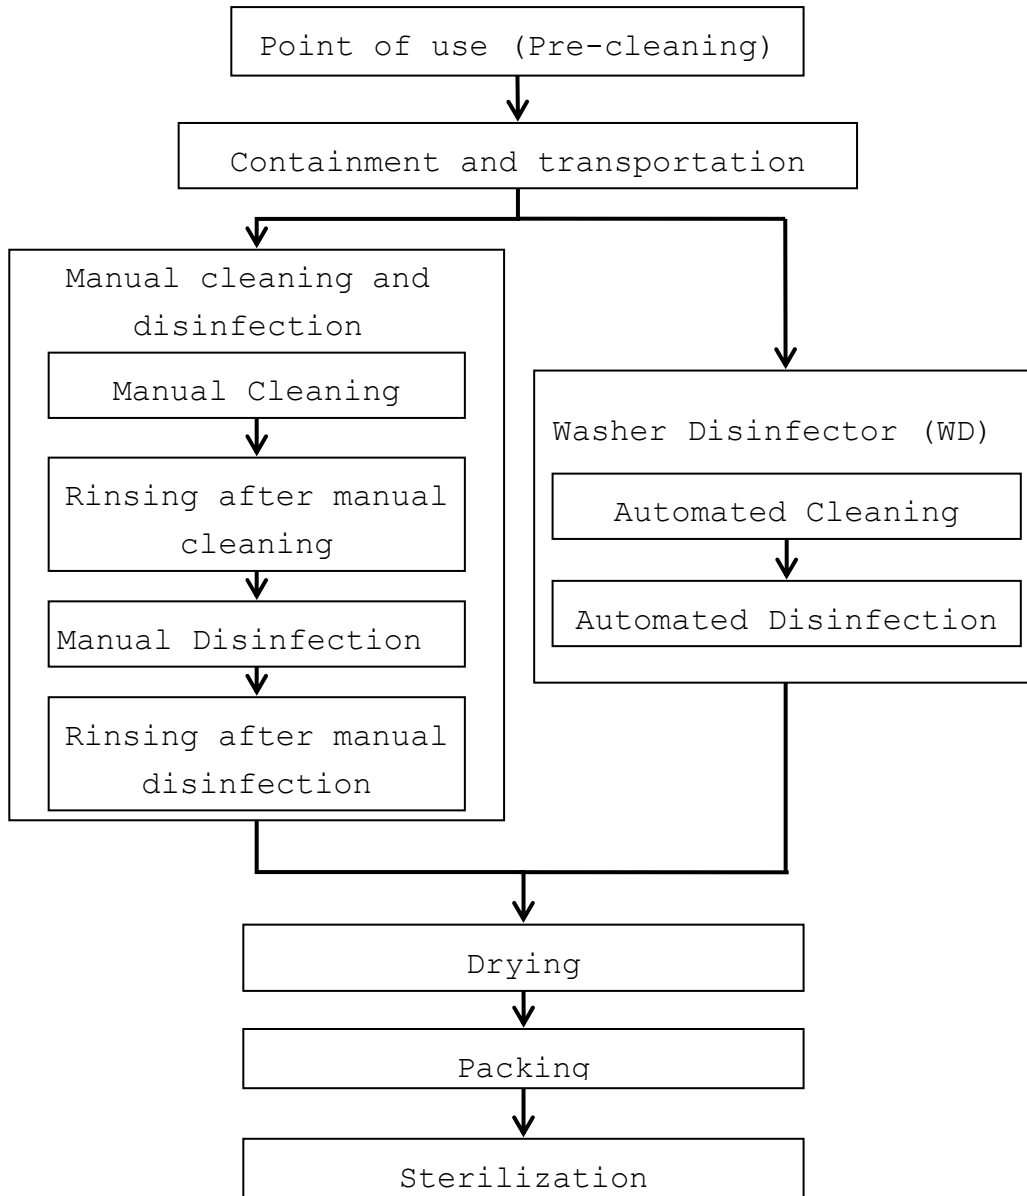 Point of use (Pre-cleaning)
Containment and transportation
Manual cleaning and
disinfection
Manual Cleaning
Rinsing after manual
cleaning
Manual Disinfection
Rinsing after manual
disinfection
Washer Disinfector (WD)
Automated Cleaning
Automated Disinfection
Drying
Packing
Sterilization